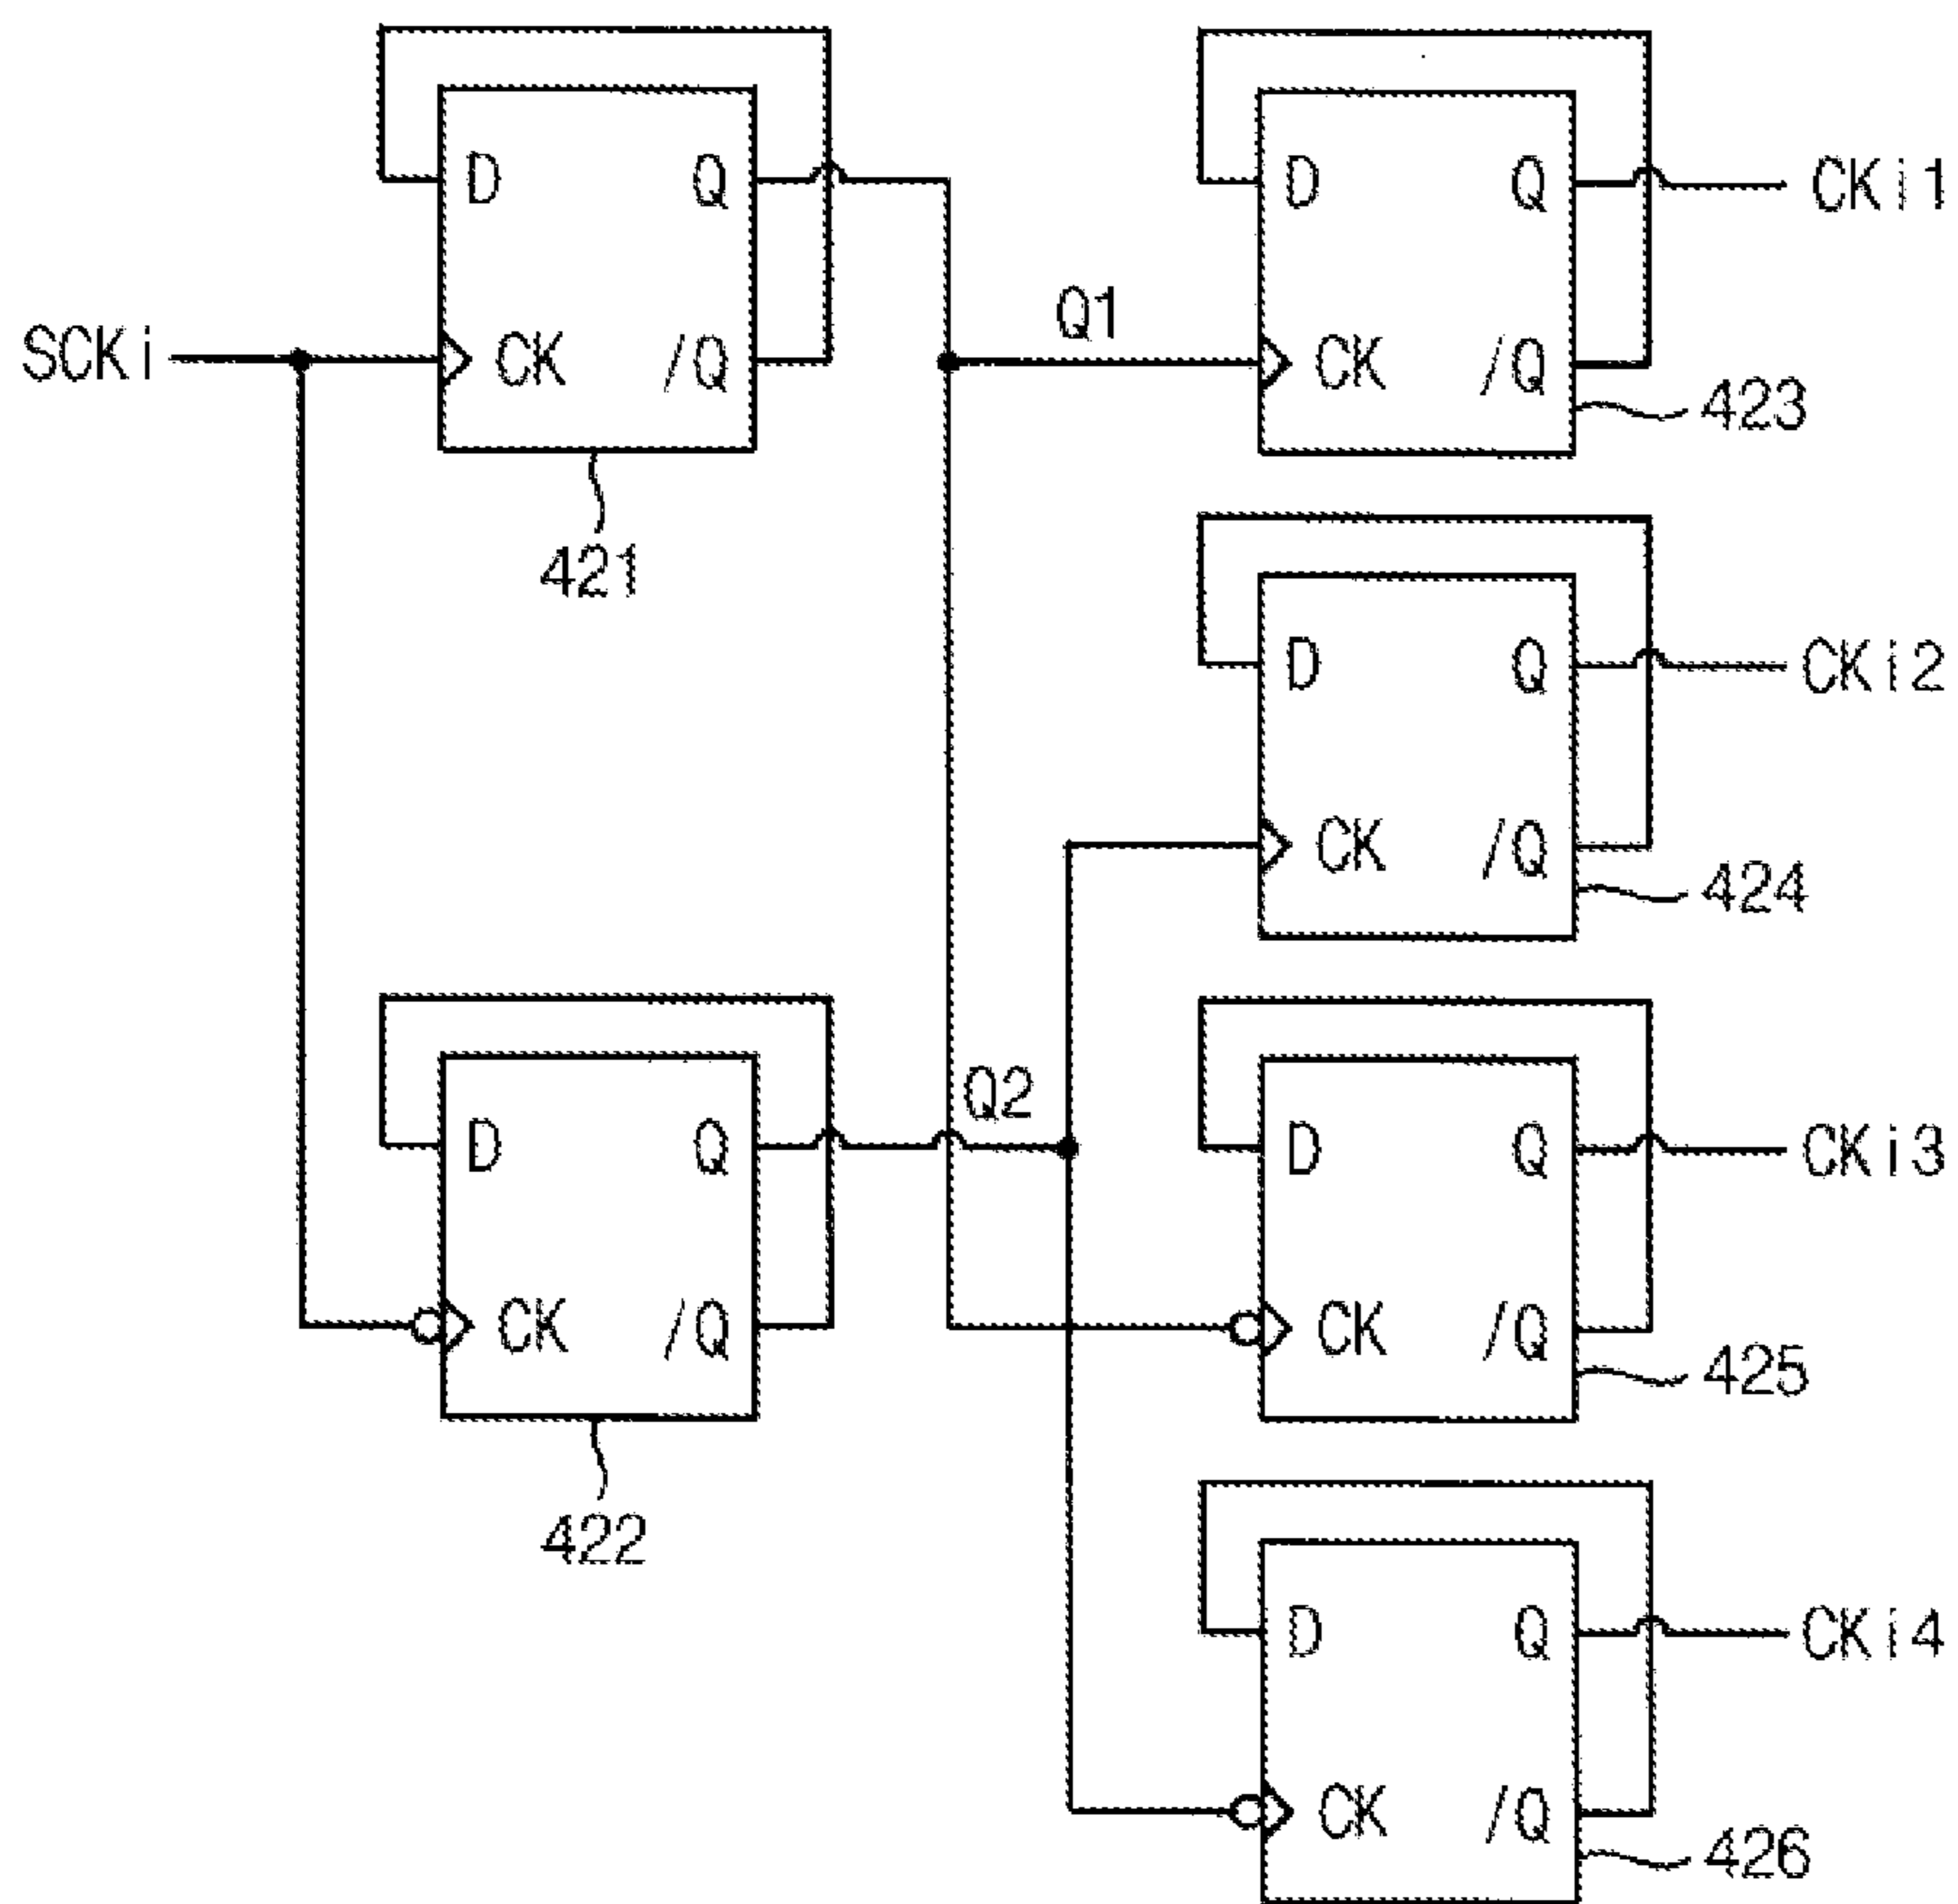 D Q
CK /Q
421
SCKi
Q1
D Q
CK /Q
CKi1
423
D Q
CK /Q
CKi2
424
D Q
CK /Q
422
Q2
D Q
CK /Q
CKi3
425
D Q
CK /Q
CKi4
426